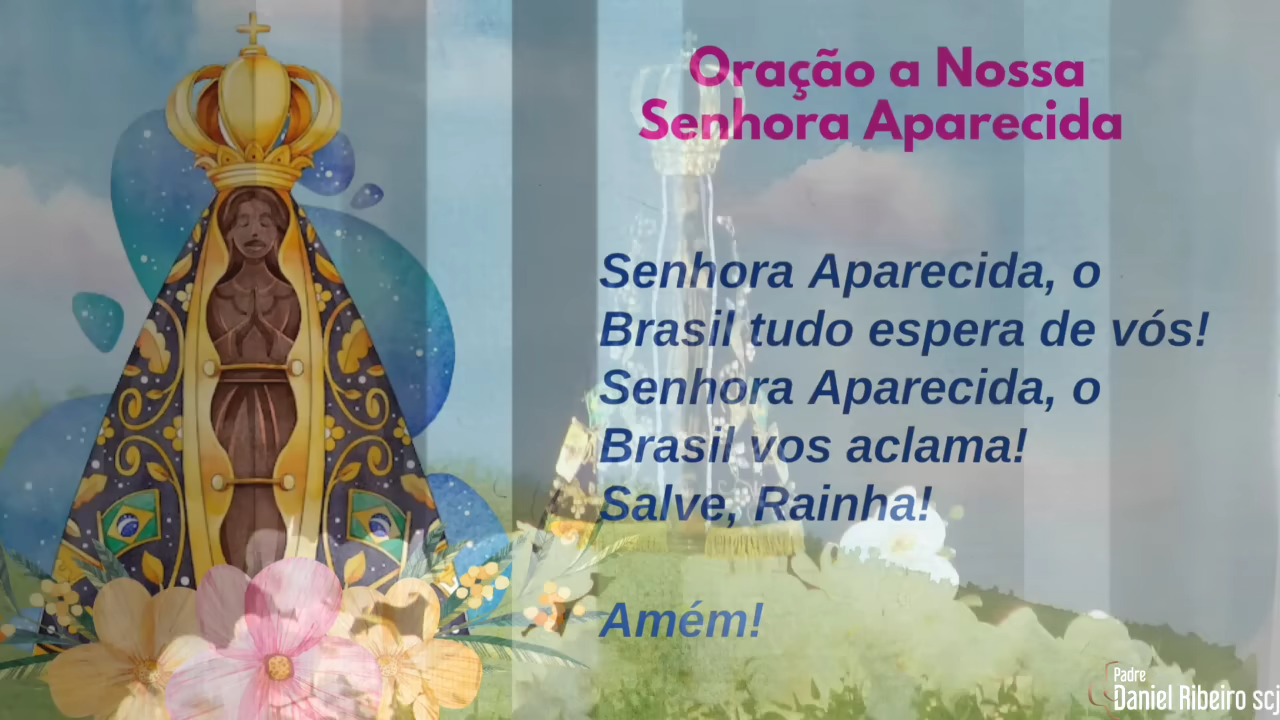 Oração a Nossa
Senhora Aparecida
Senhora Aparecida, o
Brasil tudo espera de vós!
Senhora Aparecida, o
Brasil vos aclama!
Salve, Rainha!
Amém!
Padre
Daniel Ribeiro scj